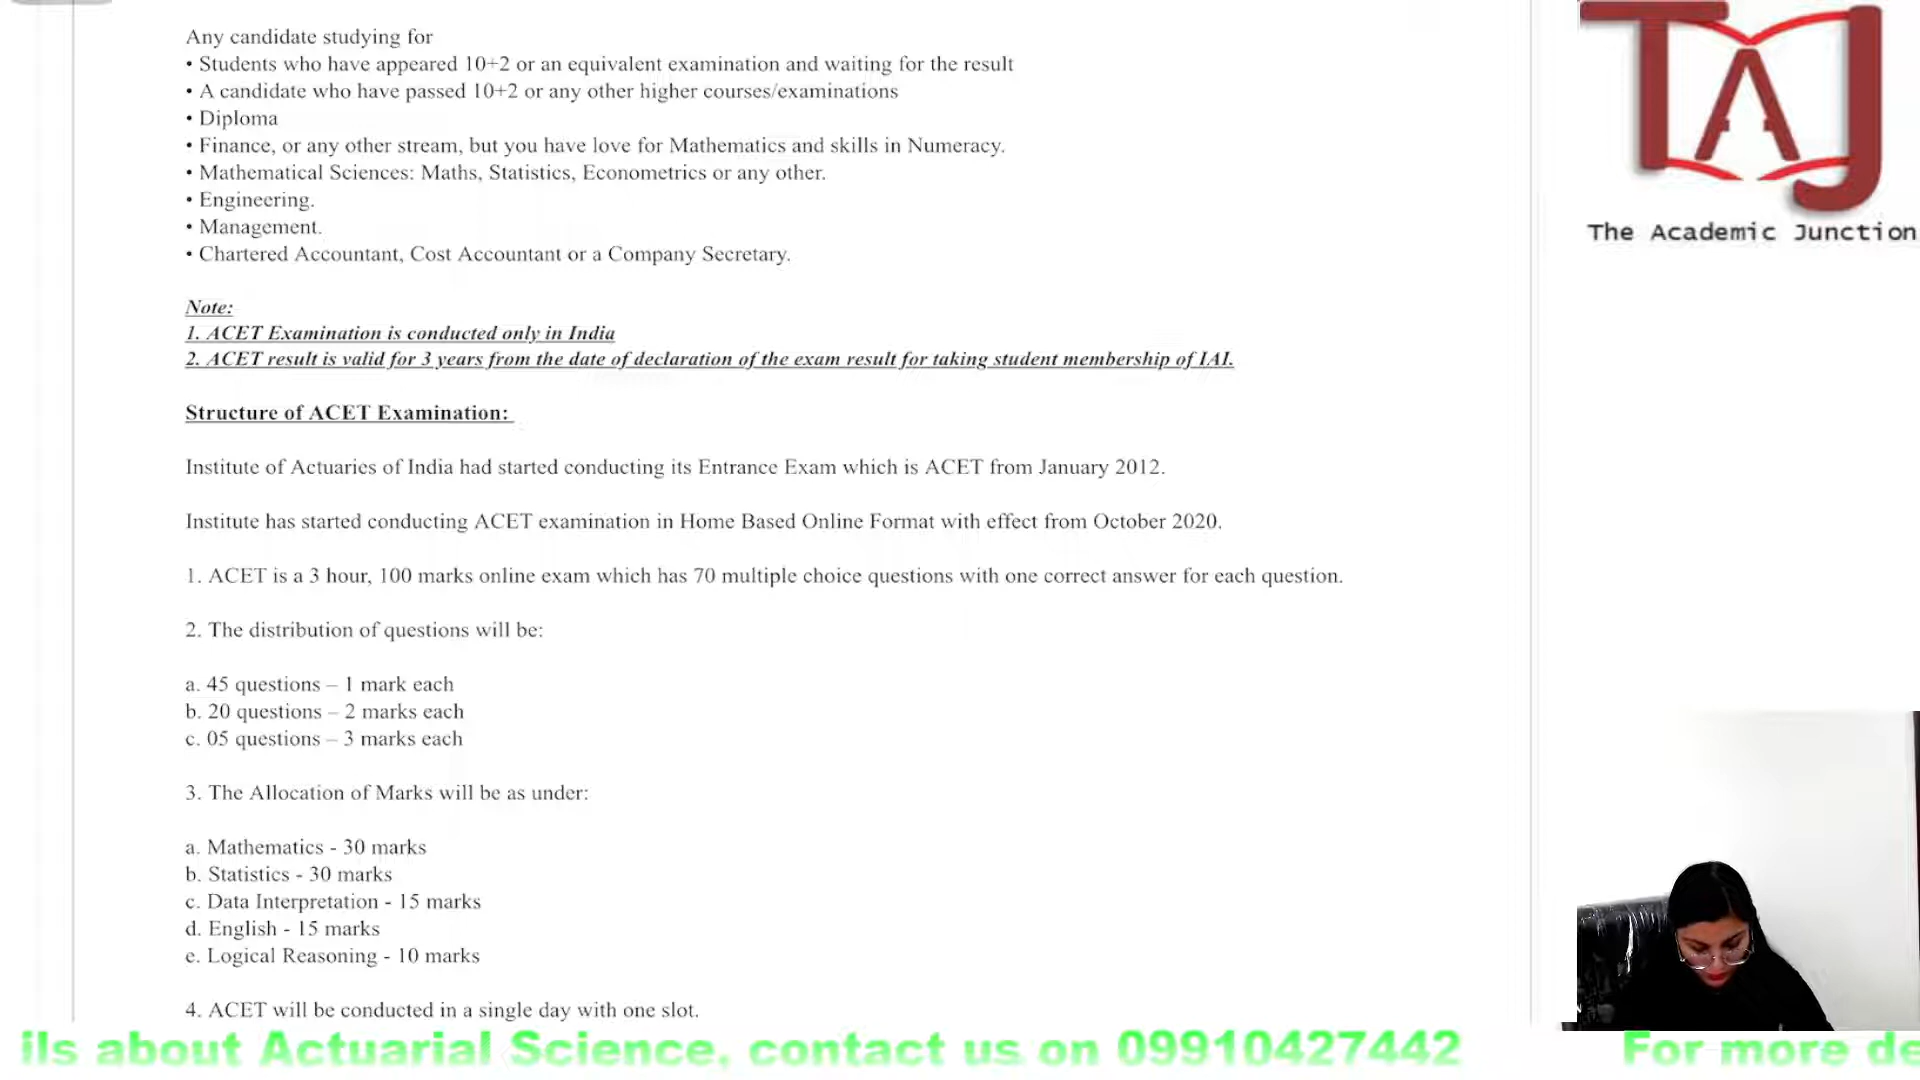 Any candidate studying for
• Students who have appeared 10+2 or an equivalent examination and waiting for the result
• A candidate who have passed 10+2 or any other higher courses/examinations
• Diploma
• Finance, or any other stream, but you have love for Mathematics and skills in Numeracy.
• Mathematical Sciences: Maths, Statistics, Econometrics or any other.
• Engineering.
• Management.
• Chartered Accountant, Cost Accountant or a Company Secretary.
Note:
1. ACET Examination is conducted only in India
2. ACET result is valid for 3 years from the date of declaration of the exam result for taking student membership of IAI.
Structure of ACET Examination:
Institute of Actuaries of India had started conducting its Entrance Exam which is ACET from January 2012.
Institute has started conducting ACET examination in Home Based Online Format with effect from October 2020.
1. ACET is a 3 hour, 100 marks online exam which has 70 multiple choice questions with one correct answer for each question.
2. The distribution of questions will be:
a. 45 questions – 1 mark each
b. 20 questions – 2 marks each
c. 05 questions – 3 marks each
3. The Allocation of Marks will be as under:
a. Mathematics - 30 marks
b. Statistics - 30 marks
c. Data Interpretation - 15 marks
d. English - 15 marks
e. Logical Reasoning - 10 marks
4. ACET will be conducted in a single day with one slot.
TAJ
The Academic Junction
ils about Actuarial Science, contact us on 09910427442 For more de